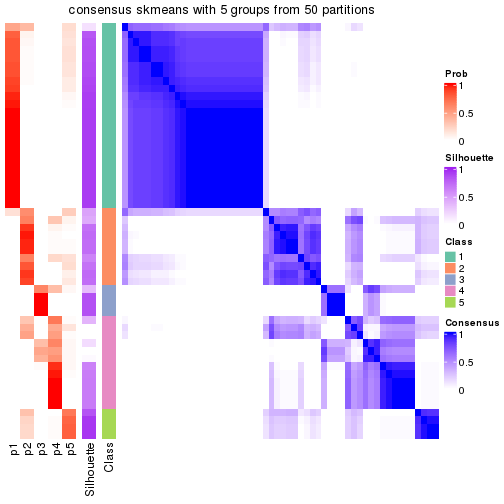 consensus skmeans with 5 groups from 50 partitions
Prob
1
0.5
0
Silhouette
1
0.5
0
Class
1
2
3
4
5
Consensus
1
0.5
0
p1
p2
p3
p4
p5
Silhouette
Class